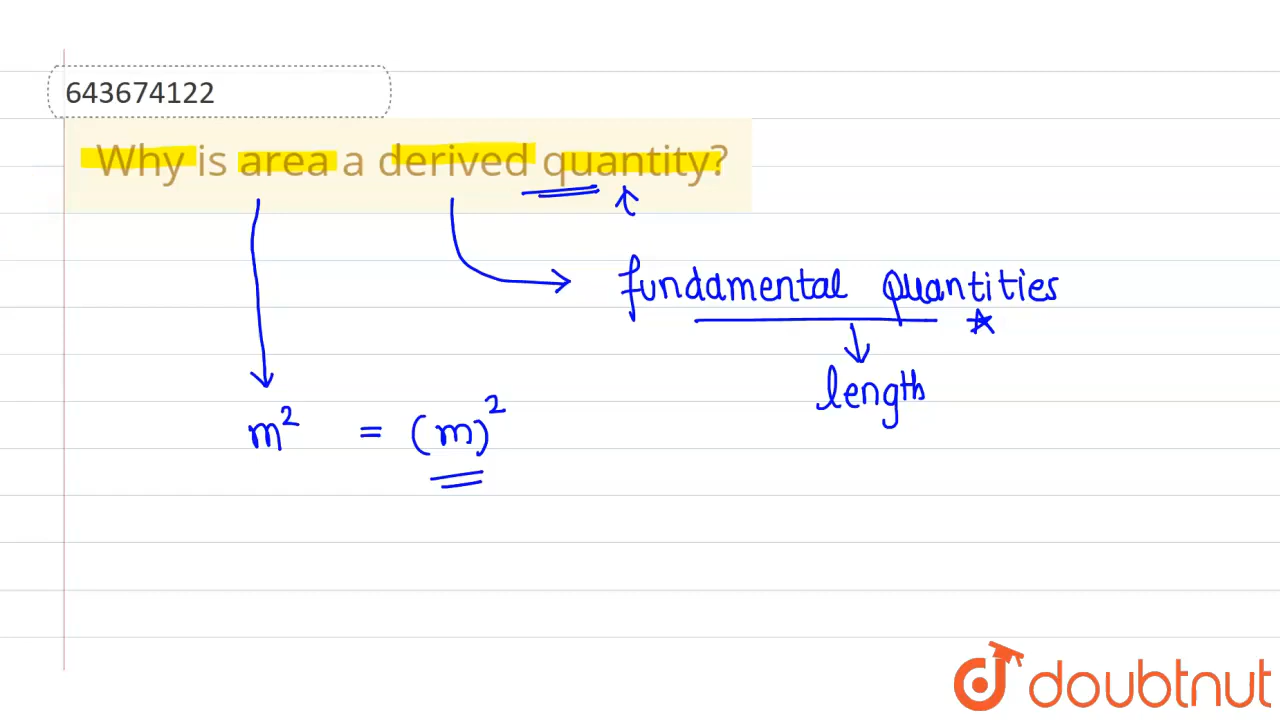 643674122
Why is area a derived quantity?
fundamental quantities
length
m² = (m)²
doubtnut